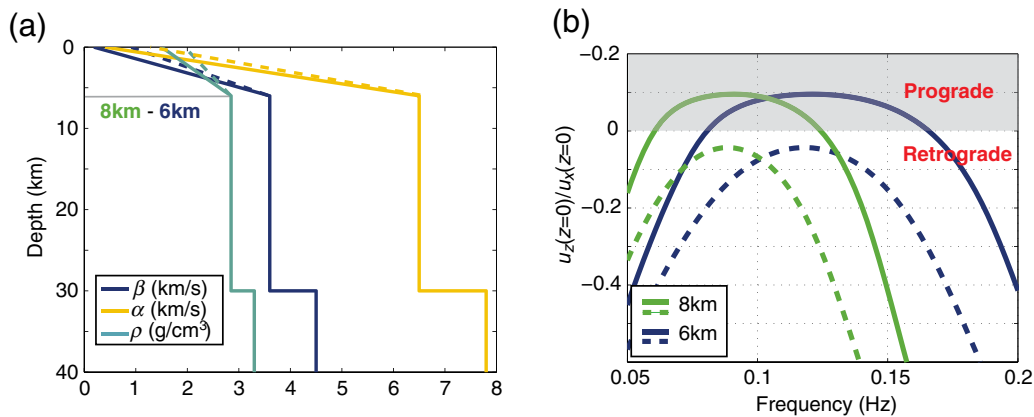 (a)
0
10
20
30
40
Depth (km)
8km - 6km
β (km/s)
α (km/s)
ρ (g/cm³)
0 1 2 3 4 5 6 7 8
(b)
−0.2
0
−0.2
−0.4
u_z(z=0)/u_x(z=0)
Prograde
Retrograde
8km
6km
0.05 0.1 0.15 0.2
Frequency (Hz)